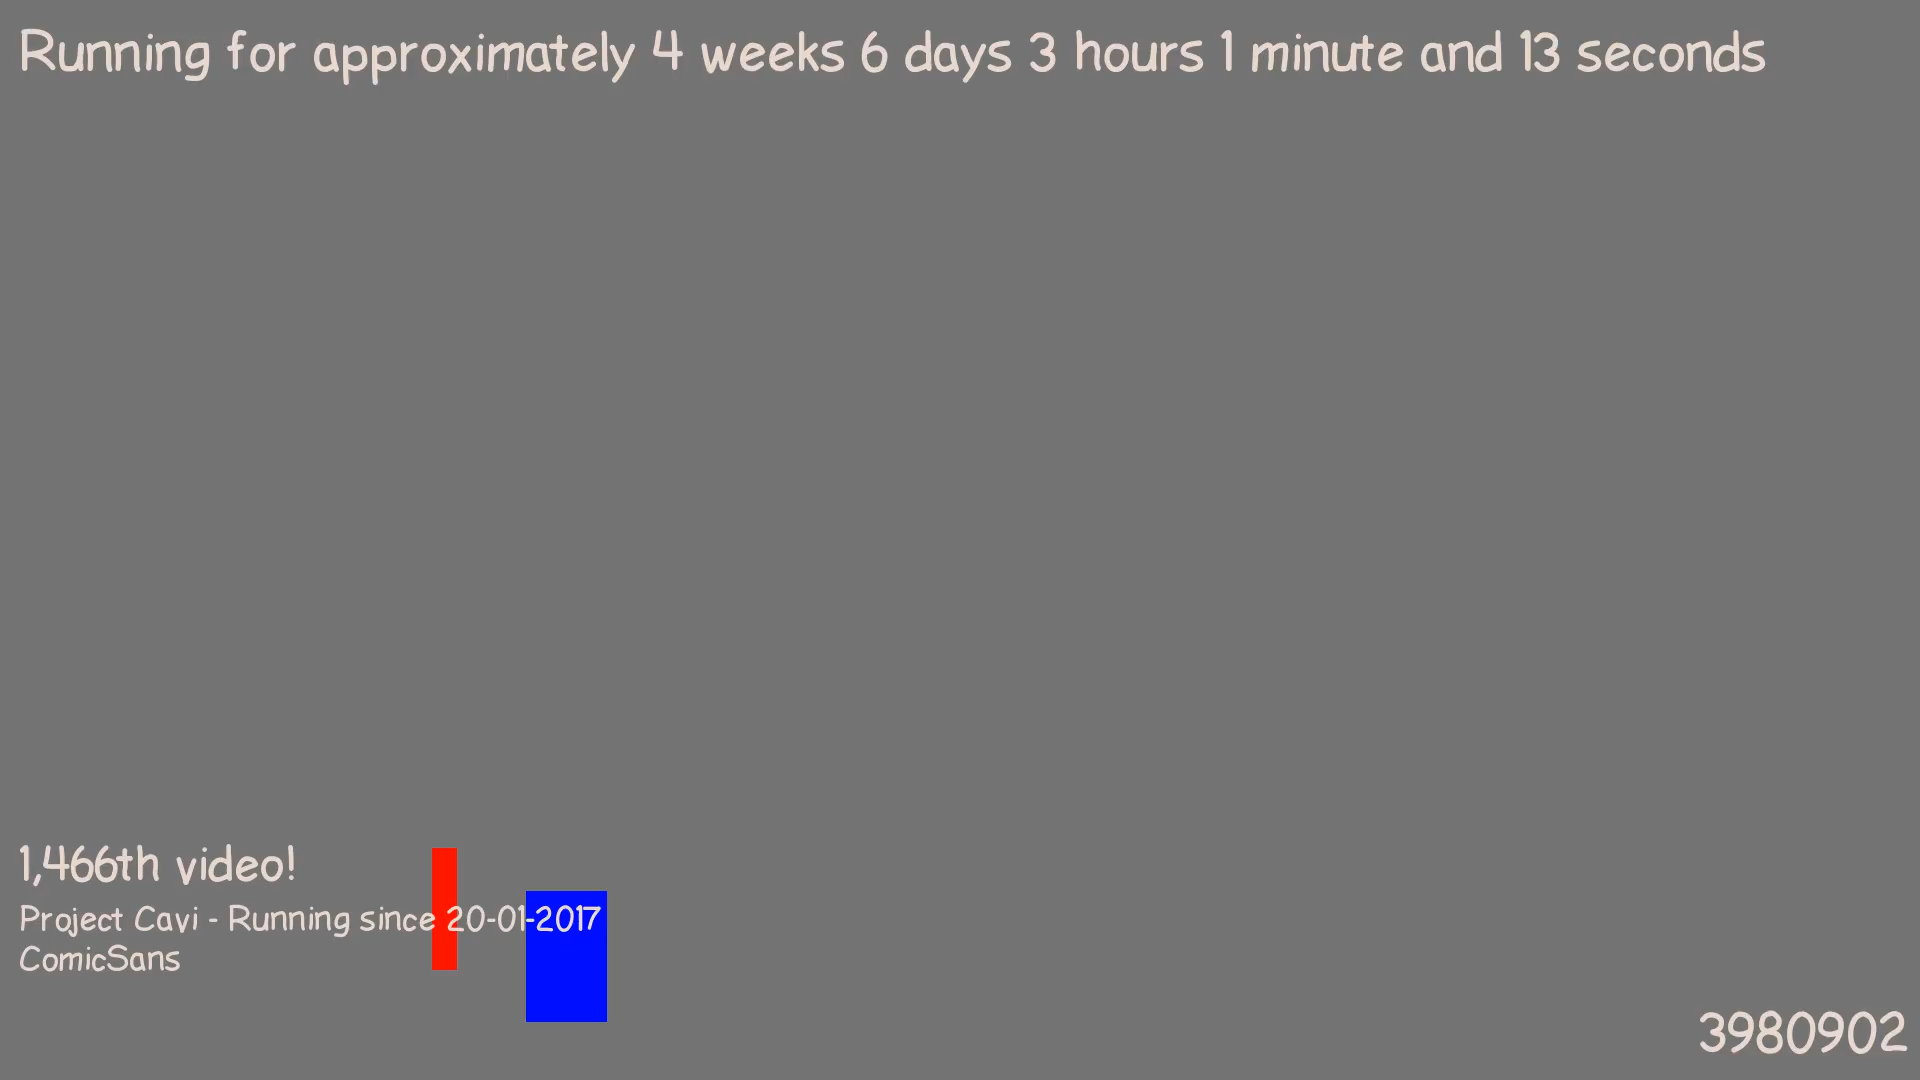 Running for approximately 4 weeks 6 days 3 hours 1 minute and 13 seconds
1,466th video!
Project Cavi - Running since 20-01-2017
ComicSans
3980902